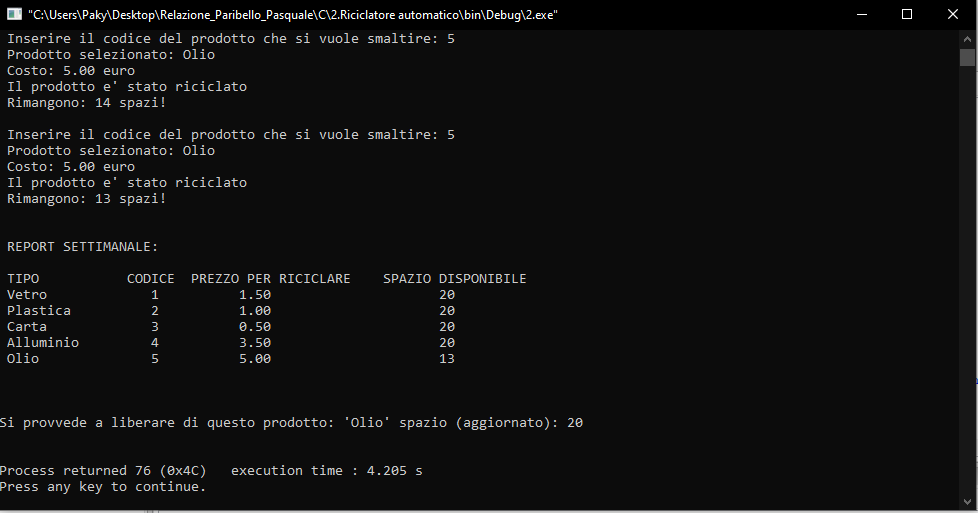 "C:\Users\Paky\Desktop\Relazione_Paribello_Pasquale\C\2.Riciclatore automatico\bin\Debug\2.exe"
Inserire il codice del prodotto che si vuole smaltire: 5
Prodotto selezionato: Olio
Costo: 5.00 euro
Il prodotto e' stato riciclato
Rimangono: 14 spazi!
Inserire il codice del prodotto che si vuole smaltire: 5
Prodotto selezionato: Olio
Costo: 5.00 euro
Il prodotto e' stato riciclato
Rimangono: 13 spazi!
REPORT SETTIMANALE:
TIPO CODICE PREZZO PER RICICLARE SPAZIO DISPONIBILE
Vetro 1 1.50 20
Plastica 2 1.00 20
Carta 3 0.50 20
Alluminio 4 3.50 20
Olio 5 5.00 13
Si provvede a liberare di questo prodotto: 'Olio' spazio (aggiornato): 20
Process returned 76 (0x4C) execution time : 4.205 s
Press any key to continue.